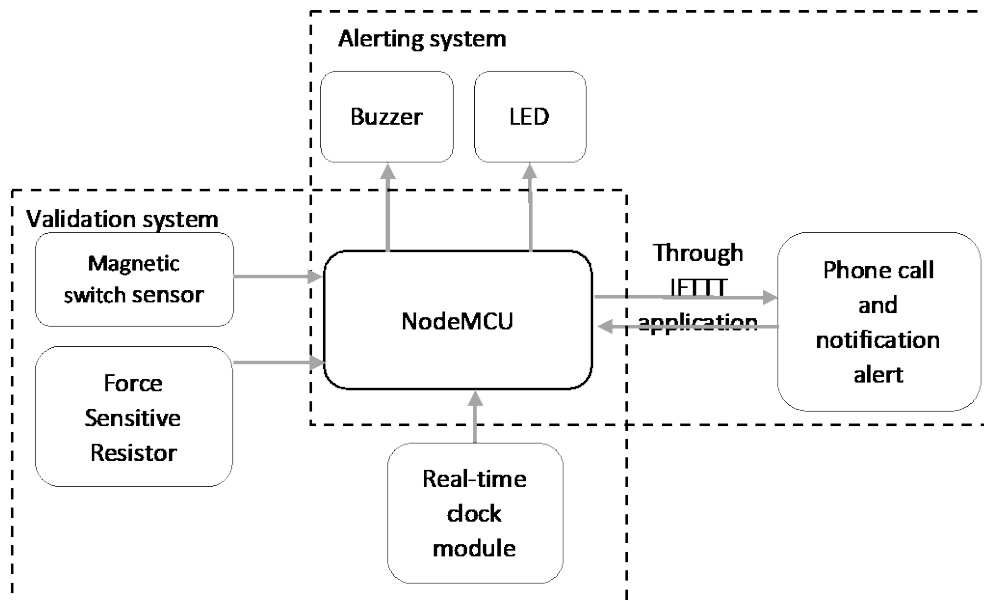 Alerting system
Buzzer
LED
Validation system
Magnetic
switch sensor
Force
Sensitive
Resistor
NodeMCU
Through
IFTTT
application
Phone call
and
notification
alert
Real-time
clock
module